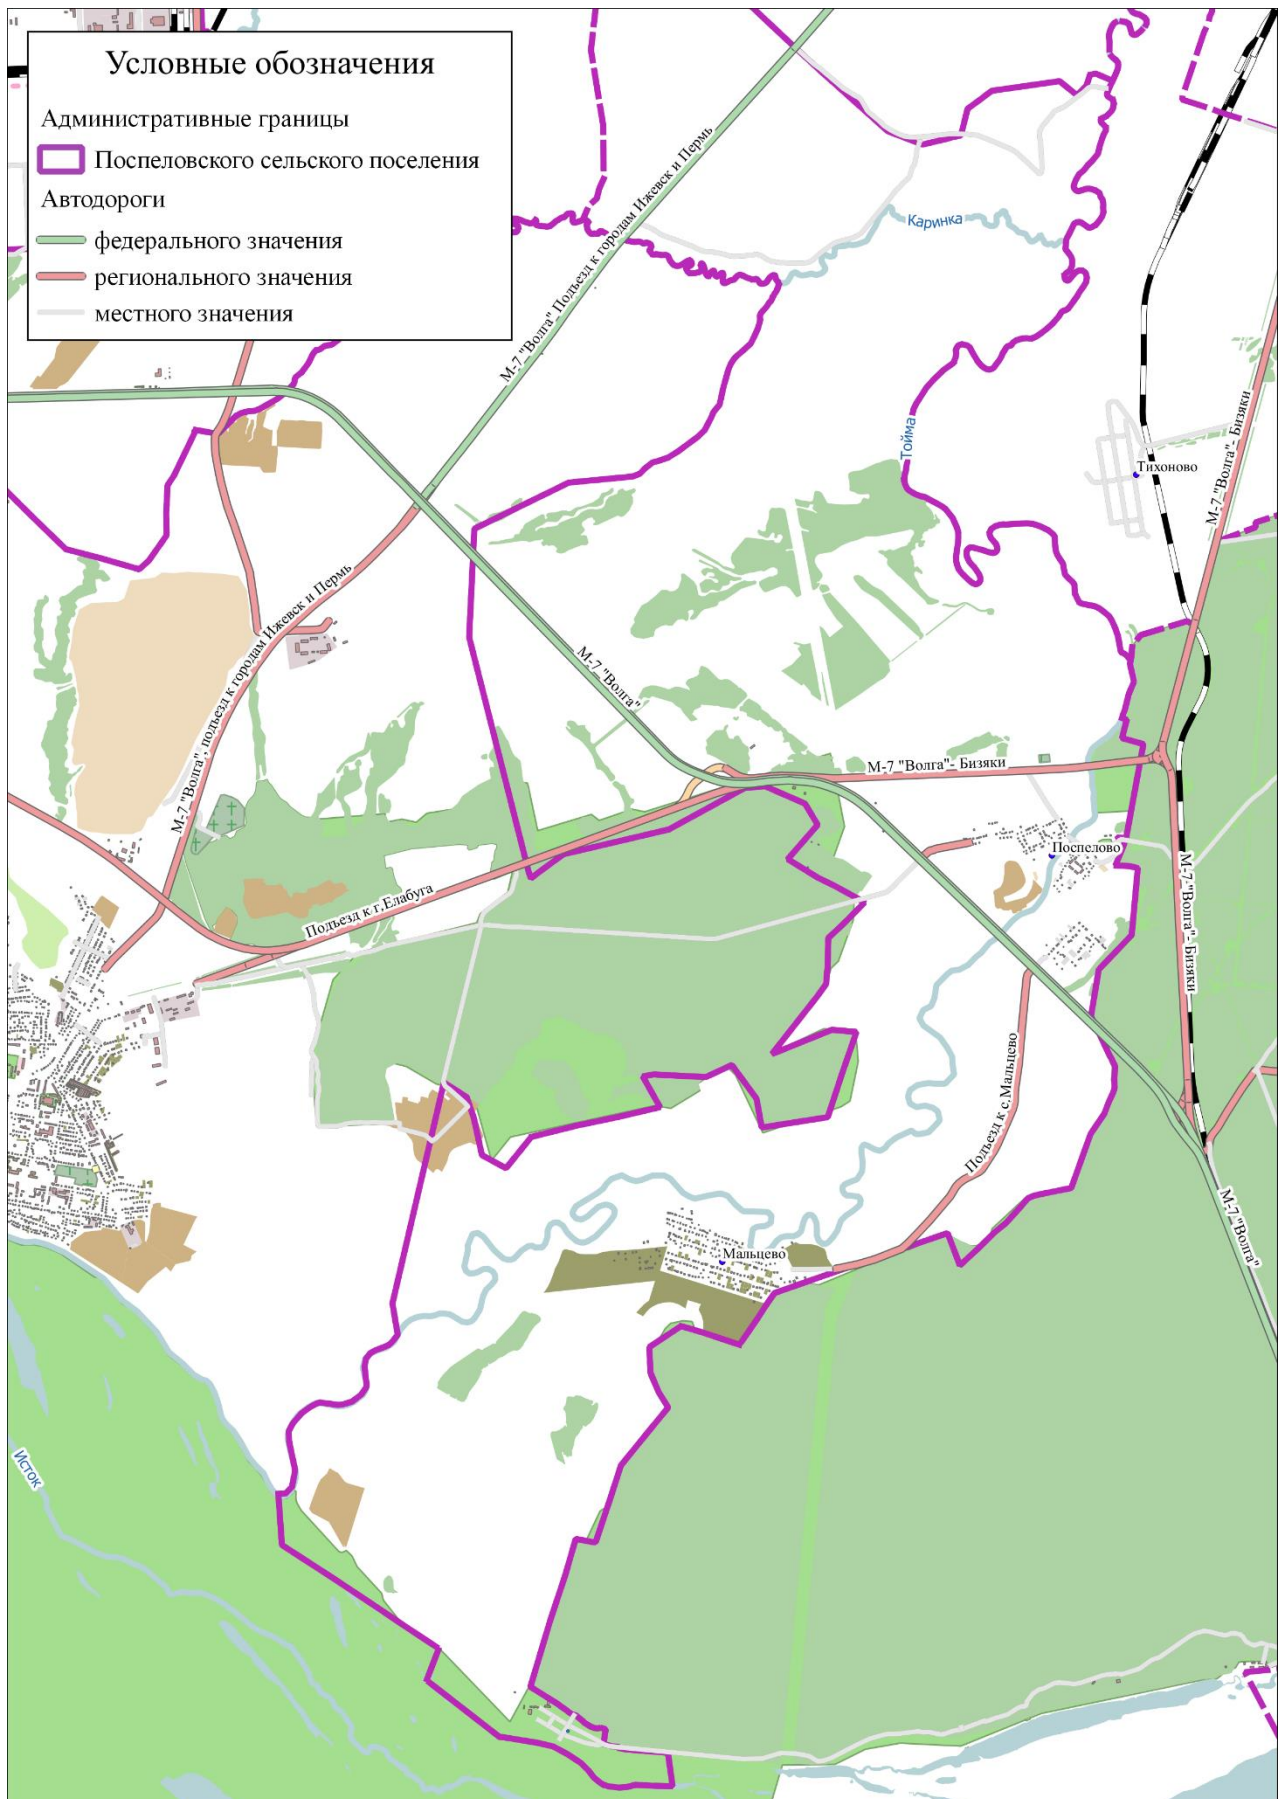 Условные обозначения
Административные границы
Поспеловского сельского поселения
Автодороги
федерального значения
регионального значения
местного значения
М-7 "Волга" Подъезд к городам Ижевск и Пермь
Каринка
Тойма
Тихоново
М-7 "Волга"- Бизяки
М-7 "Волга", подъезд к городам Ижевск и Пермь
М-7 "Волга"
М-7 "Волга"- Бизяки
Поспелово
Подъезд к г.Елабуга
М-7 "Волга"- Бизяки
Подъезд к с.Мальцево
М-7 "Волга"
Мальцево
Исток